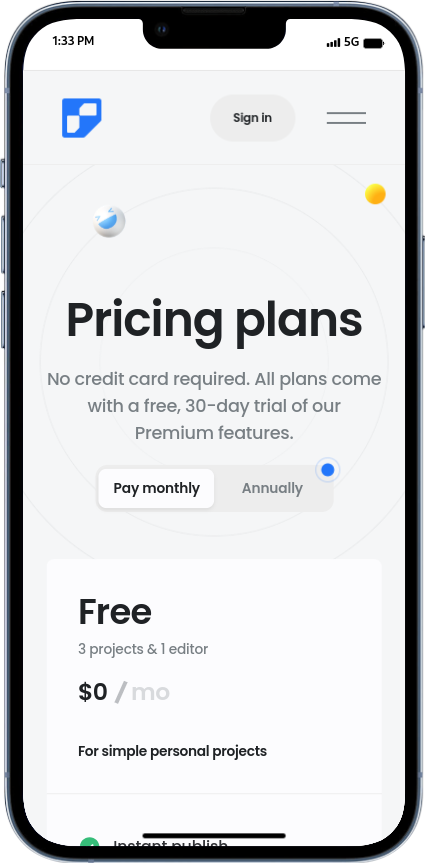 1:33 PM
5G
Sign in
Pricing plans
No credit card required. All plans come
with a free, 30-day trial of our
Premium features.
Pay monthly
Annually
Free
3 projects & 1 editor
$0 / mo
For simple personal projects
Instant publish